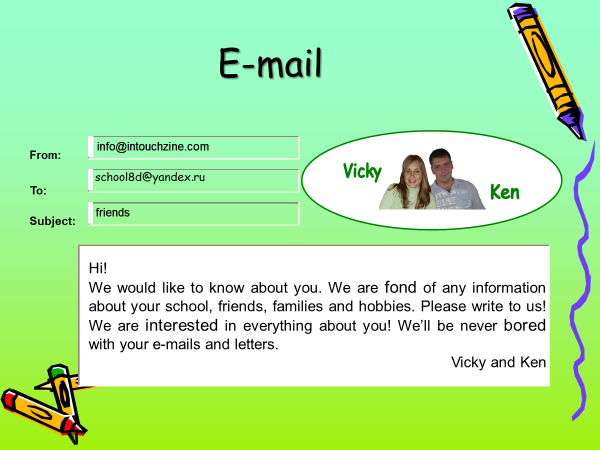 E-mail
From: info@intouchzine.com
To: school8d@yandex.ru
Subject: friends
Vicky
Ken
Hi!
We would like to know about you. We are fond of any information
about your school, friends, families and hobbies. Please write to us!
We are interested in everything about you! We’ll be never bored
with your e-mails and letters.
Vicky and Ken